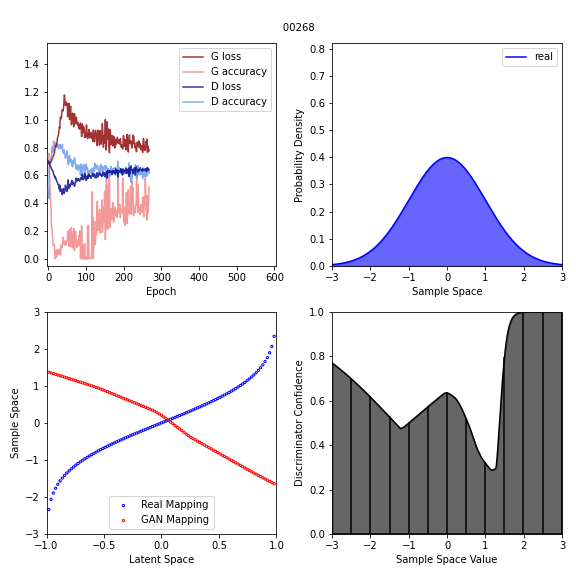 00268
G loss
G accuracy
D loss
D accuracy
1.4
1.2
1.0
0.8
0.6
0.4
0.2
0.0
0 100 200 300 400 500 600
Epoch
real
Probability Density
0.8
0.7
0.6
0.5
0.4
0.3
0.2
0.1
0.0
−3 −2 −1 0 1 2 3
Sample Space
Sample Space
3
2
1
0
−1
−2
−3
Real Mapping
GAN Mapping
−1.0 −0.5 0.0 0.5 1.0
Latent Space
Discriminator Confidence
1.0
0.8
0.6
0.4
0.2
0.0
−3 −2 −1 0 1 2 3
Sample Space Value